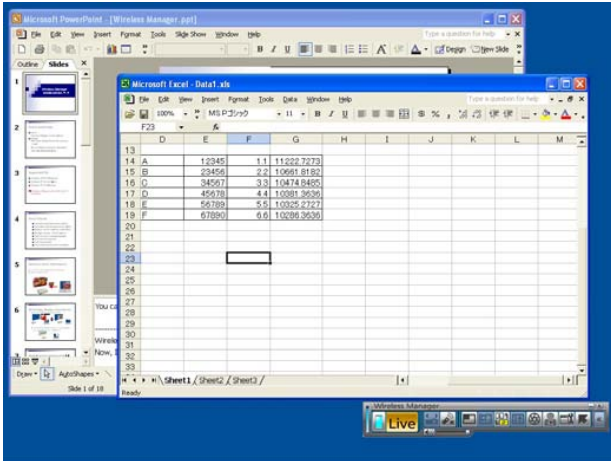 Microsoft PowerPoint - [Wireless Manager.ppt]
File Edit View Insert Format Tools Slide Show Window Help
Type a question for help
B I U
Design New Slide
Outline Slides
1
2
3
4
5
6
Draw AutoShapes
Slide 1 of 18
You ca
Wirele
Now, I
Microsoft Excel - Data1.xls
File Edit View Insert Format Tools Data Window Help
Type a question for help
100% MS Pゴシック 11 B I U $ % ,
F23 fx
D E F G H I J K L M
13
14 A 12345 1.1 11222.7273
15 B 23456 2.2 10661.8182
16 C 34567 3.3 10474.8485
17 D 45678 4.4 10381.3636
18 E 56789 5.5 10325.2727
19 F 67890 6.6 10286.3636
20
21
22
23
24
25
26
27
28
29
30
31
32
33
Sheet1 Sheet2 Sheet3
Ready
Wireless Manager
Live